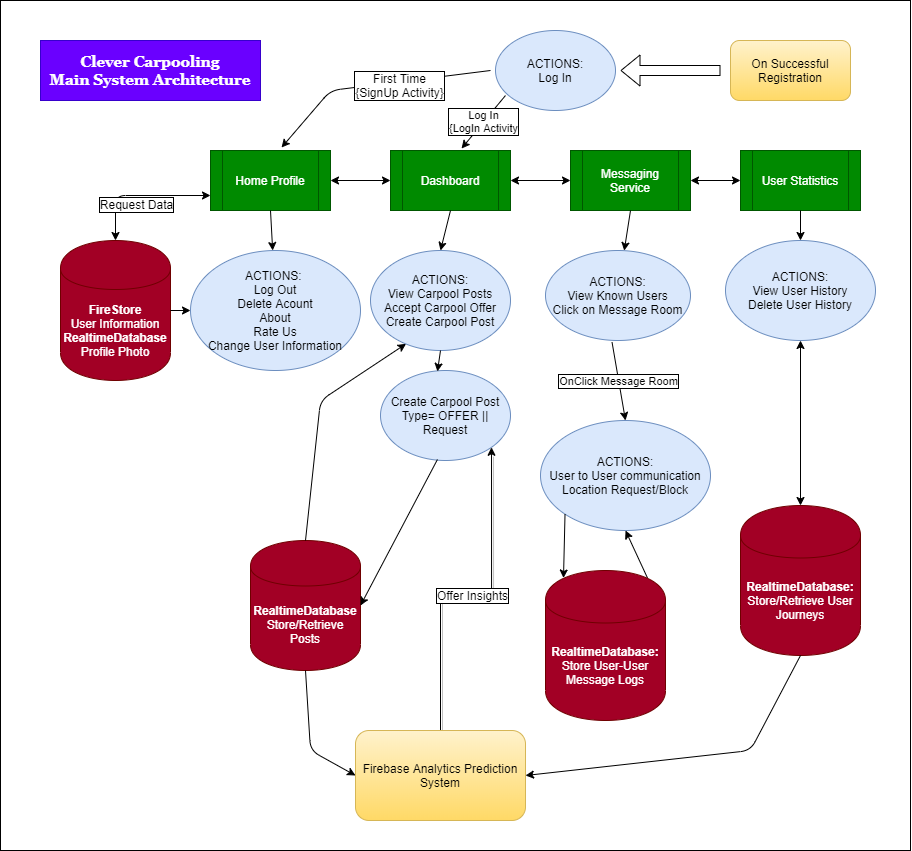 Clever Carpooling
Main System Architecture
ACTIONS:
Log In
On Successful
Registration
First Time
{SignUp Activity}
Log In
{LogIn Activity
Home Profile
Dashboard
Messaging
Service
User Statistics
Request Data
FireStore
User Information
RealtimeDatabase
Profile Photo
ACTIONS:
Log Out
Delete Acount
About
Rate Us
Change User Information
ACTIONS:
View Carpool Posts
Accept Carpool Offer
Create Carpool Post
ACTIONS:
View Known Users
Click on Message Room
ACTIONS:
View User History
Delete User History
Create Carpool Post
Type= OFFER ||
Request
OnClick Message Room
ACTIONS:
User to User communication
Location Request/Block
RealtimeDatabase
Store/Retrieve
Posts
Offer Insights
RealtimeDatabase:
Store User-User
Message Logs
RealtimeDatabase:
Store/Retrieve User
Journeys
Firebase Analytics Prediction
System